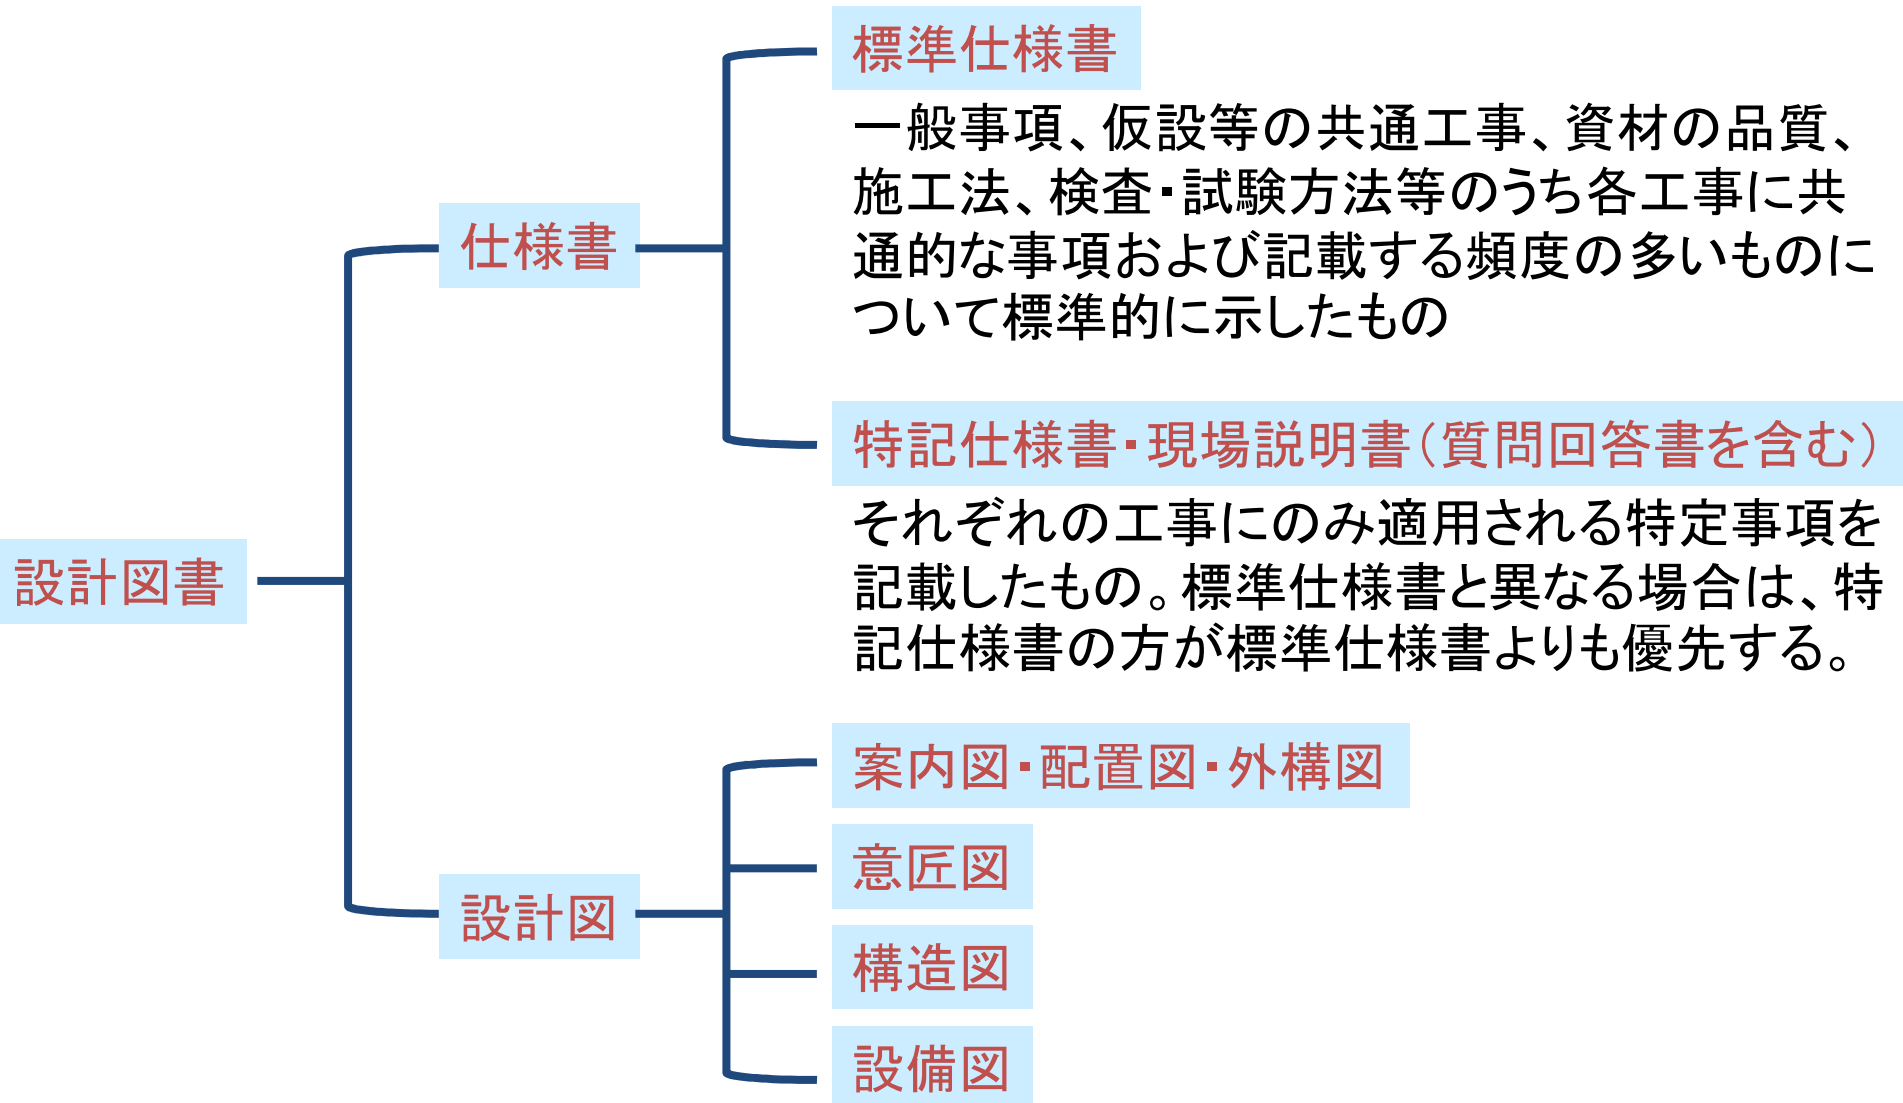 標準仕様書
一般事項、仮設等の共通工事、資材の品質、
施工法、検査・試験方法等のうち各工事に共
通的な事項および記載する頻度の多いものに
ついて標準的に示したもの
仕様書
特記仕様書・現場説明書(質問回答書を含む)
それぞれの工事にのみ適用される特定事項を
記載したもの。標準仕様書と異なる場合は、特
記仕様書の方が標準仕様書よりも優先する。
設計図書
案内図・配置図・外構図
意匠図
設計図
構造図
設備図